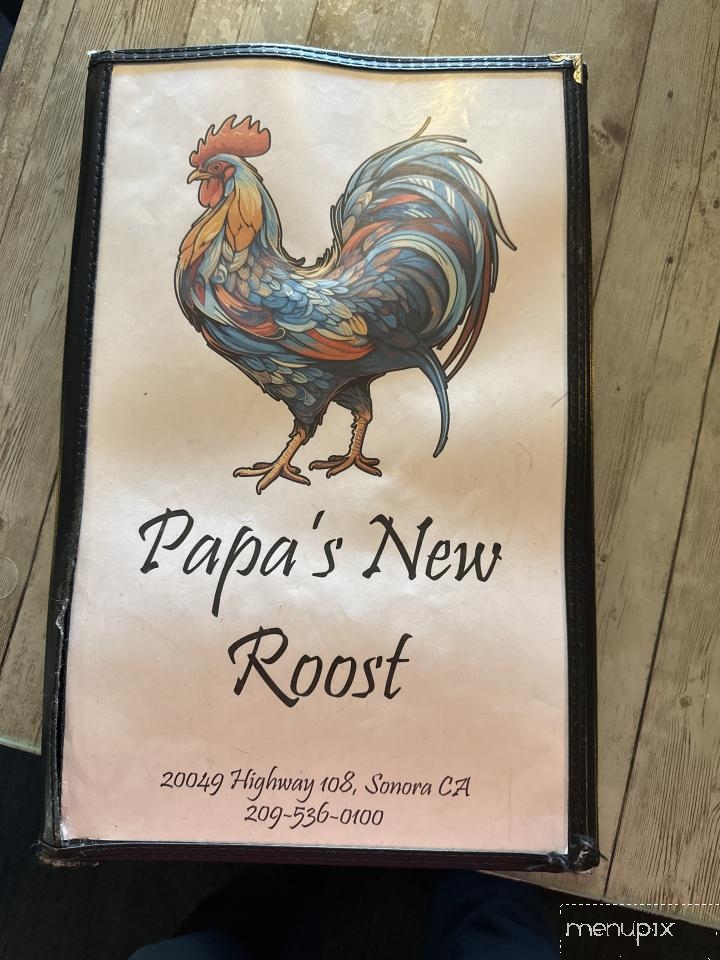 Papa's New
Roost
20049 Highway 108, Sonora CA
209-536-0100
menupix